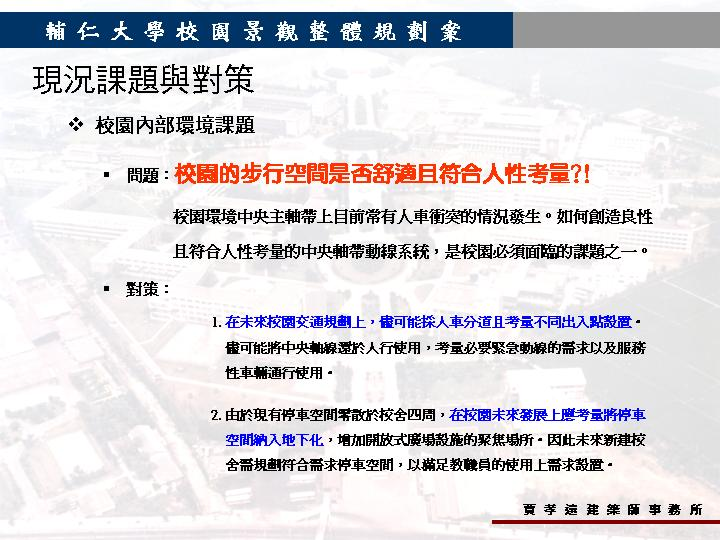 輔仁大學校園景觀整體規劃案
現況課題與對策
❖ 校園內部環境課題
▪ 問題：校園的步行空間是否舒適且符合人性考量?!
校園環境中央主軸帶上目前常有人車衝突的情況發生。如何創造良性
且符合人性考量的中央軸帶動線系統，是校園必須面臨的課題之一。
▪ 對策：
1. 在未來校園交通規劃上，儘可能採人車分道且考量不同出入點設置。
儘可能將中央軸線還於人行使用，考量必要緊急動線的需求以及服務
性車輛通行使用。
2. 由於現有停車空間零散於校舍四周，在校園未來發展上應考量將停車
空間納入地下化，增加開放式廣場設施的聚焦場所。因此未來新建校
舍需規劃符合需求停車空間，以滿足教職員的使用上需求設置。
賈孝遠建築師事務所